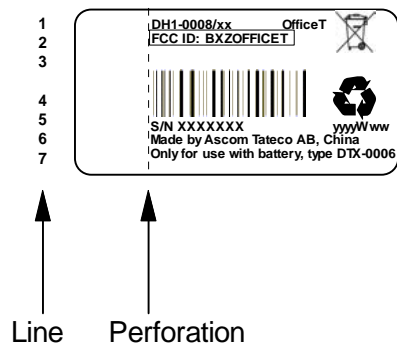 1
2
3
4
5
6
7
DH1-0008/xx OfficeT
FCC ID: BXZOFFICET
S/N XXXXXXX yyyyWww
Made by Ascom Tateco AB, China
Only for use with battery, type DTX-0006
Line Perforation